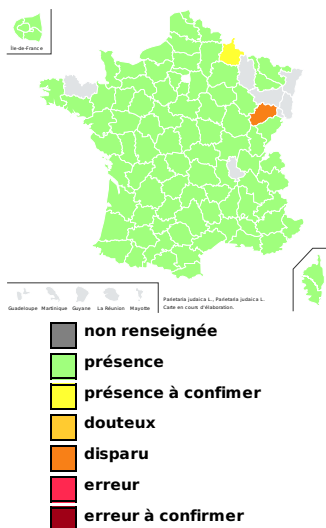 Île-de-France
Guadeloupe Martinique Guyane La Réunion Mayotte
Parietaria judaica L., Parietaria judaica L.
Carte en cours d'élaboration.
non renseignée
présence
présence à confimer
douteux
disparu
erreur
erreur à confirmer